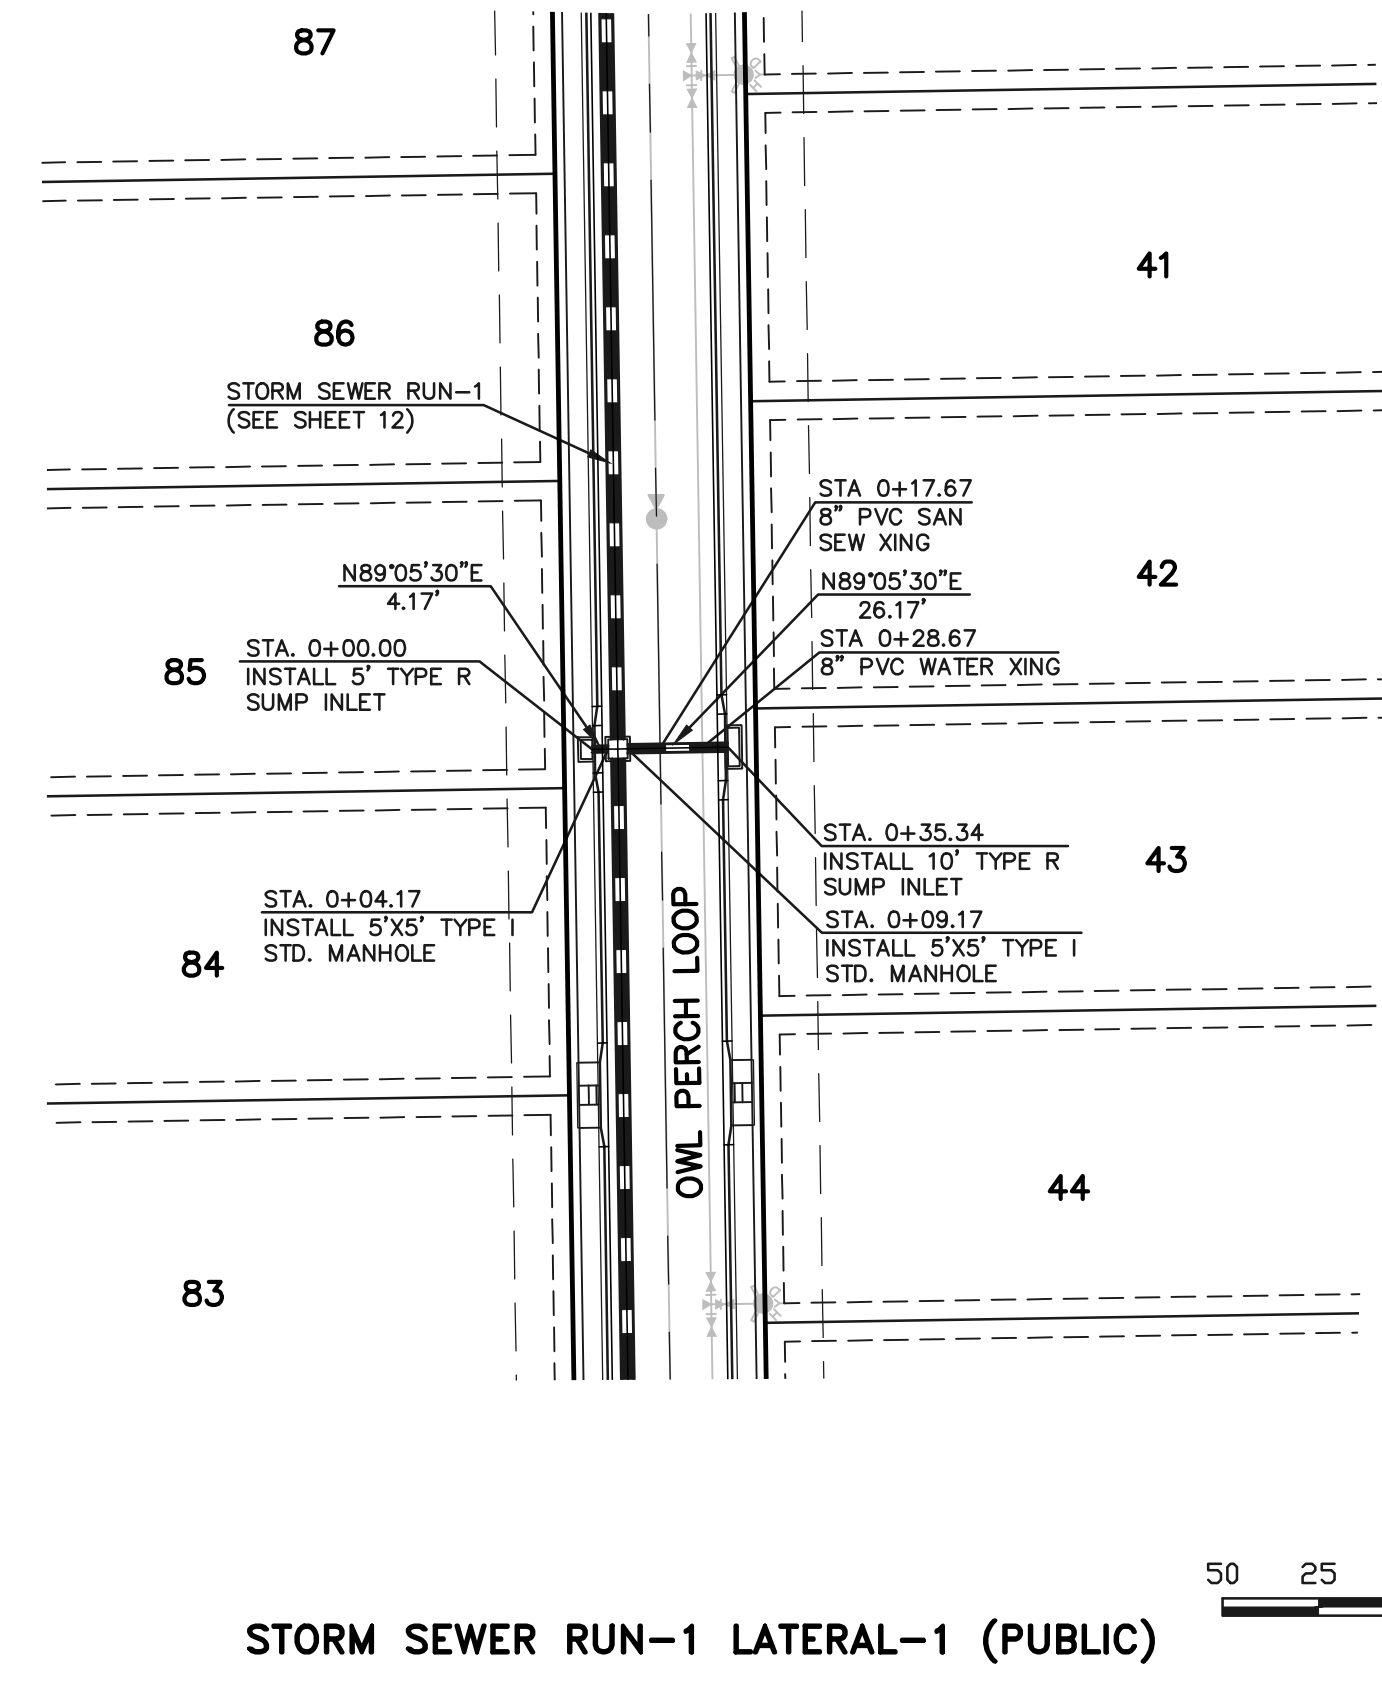 87
41
86
STORM SEWER RUN-1
(SEE SHEET 12)
STA 0+17.67
8" PVC SAN
SEW XING
N89°05'30"E
4.17'
42
N89°05'30"E
26.17'
STA. 0+00.00
INSTALL 5' TYPE R
SUMP INLET
85
STA 0+28.67
8" PVC WATER XING
STA. 0+35.34
INSTALL 10' TYPE R
SUMP INLET
43
STA. 0+04.17
INSTALL 5'X5' TYPE I
STD. MANHOLE
STA. 0+09.17
INSTALL 5'X5' TYPE I
STD. MANHOLE
84
OWL PERCH LOOP
44
83
50 25
STORM SEWER RUN-1 LATERAL-1 (PUBLIC)